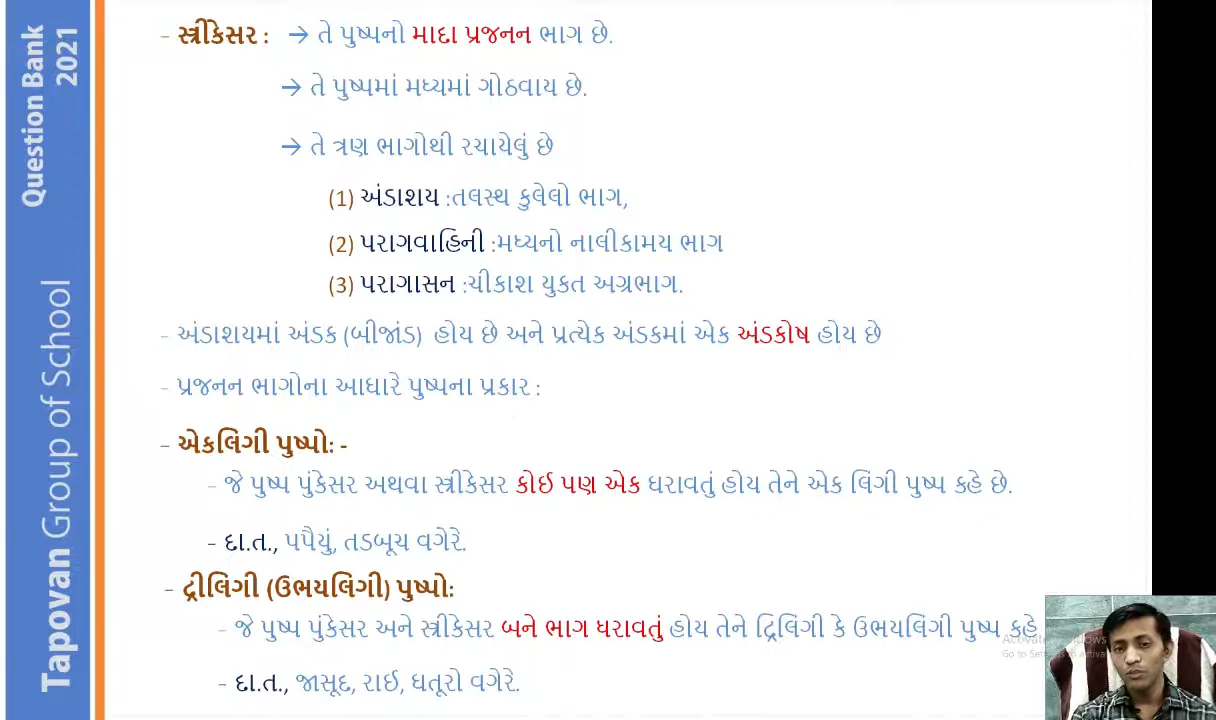 Question Bank
2021
Tapovan Group of School
- સ્ત્રીકેસર : → તે પુષ્પનો માદા પ્રજનન ભાગ છે.
→ તે પુષ્પમાં મધ્યમાં ગોઠવાય છે.
→ તે ત્રણ ભાગોથી રચાયેલું છે
(1) અંડાશય :તલસ્થ ફુલેલો ભાગ,
(2) પરાગવાહિની :મધ્યનો નાલીકામય ભાગ
(3) પરાગાસન :ચીકાશ યુકત અગ્રભાગ.
- અંડાશયમાં અંડક (બીજાંડ) હોય છે અને પ્રત્યેક અંડકમાં એક અંડકોષ હોય છે
- પ્રજનન ભાગોના આધારે પુષ્પના પ્રકાર :
- એકલિંગી પુષ્પો: -
- જે પુષ્પ પુંકેસર અથવા સ્ત્રીકેસર કોઈ પણ એક ધરાવતું હોય તેને એક લિંગી પુષ્પ કહે છે.
- દા.ત., પપૈયું, તડબૂચ વગેરે.
- દ્રીલિંગી (ઉભયલિંગી) પુષ્પો:
- જે પુષ્પ પુંકેસર અને સ્ત્રીકેસર બને ભાગ ધરાવતું હોય તેને દ્વિલિંગી કે ઉભયલિંગી પુષ્પ કહે
- દા.ત., જાસૂદ, રાઈ, ધતૂરો વગેરે.